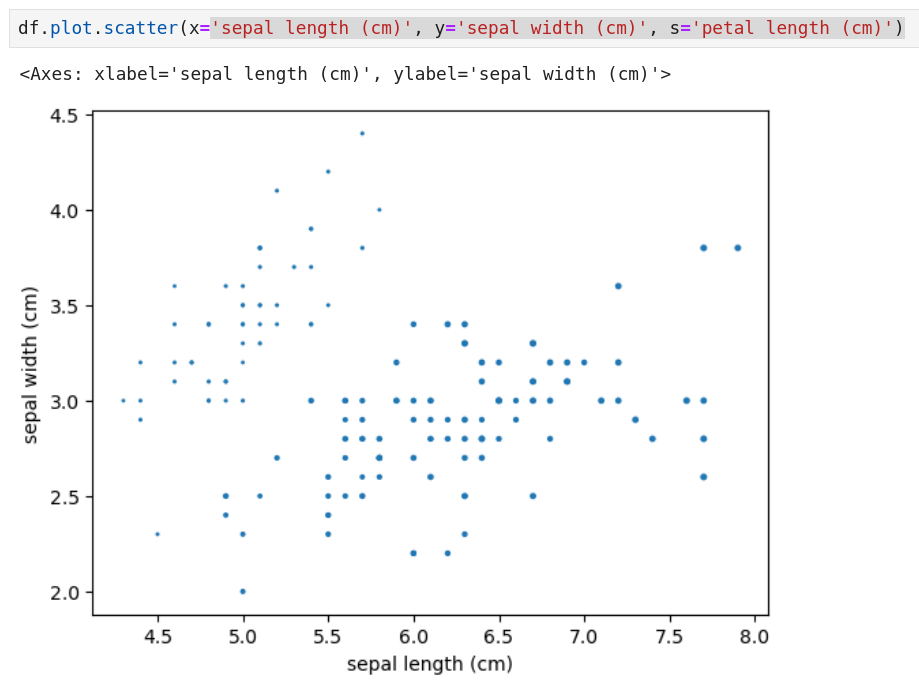 df.plot.scatter(x='sepal length (cm)', y='sepal width (cm)', s='petal length (cm)')
<Axes: xlabel='sepal length (cm)', ylabel='sepal width (cm)'>
4.5
4.0
3.5
3.0
2.5
2.0
sepal width (cm)
4.5 5.0 5.5 6.0 6.5 7.0 7.5 8.0
sepal length (cm)